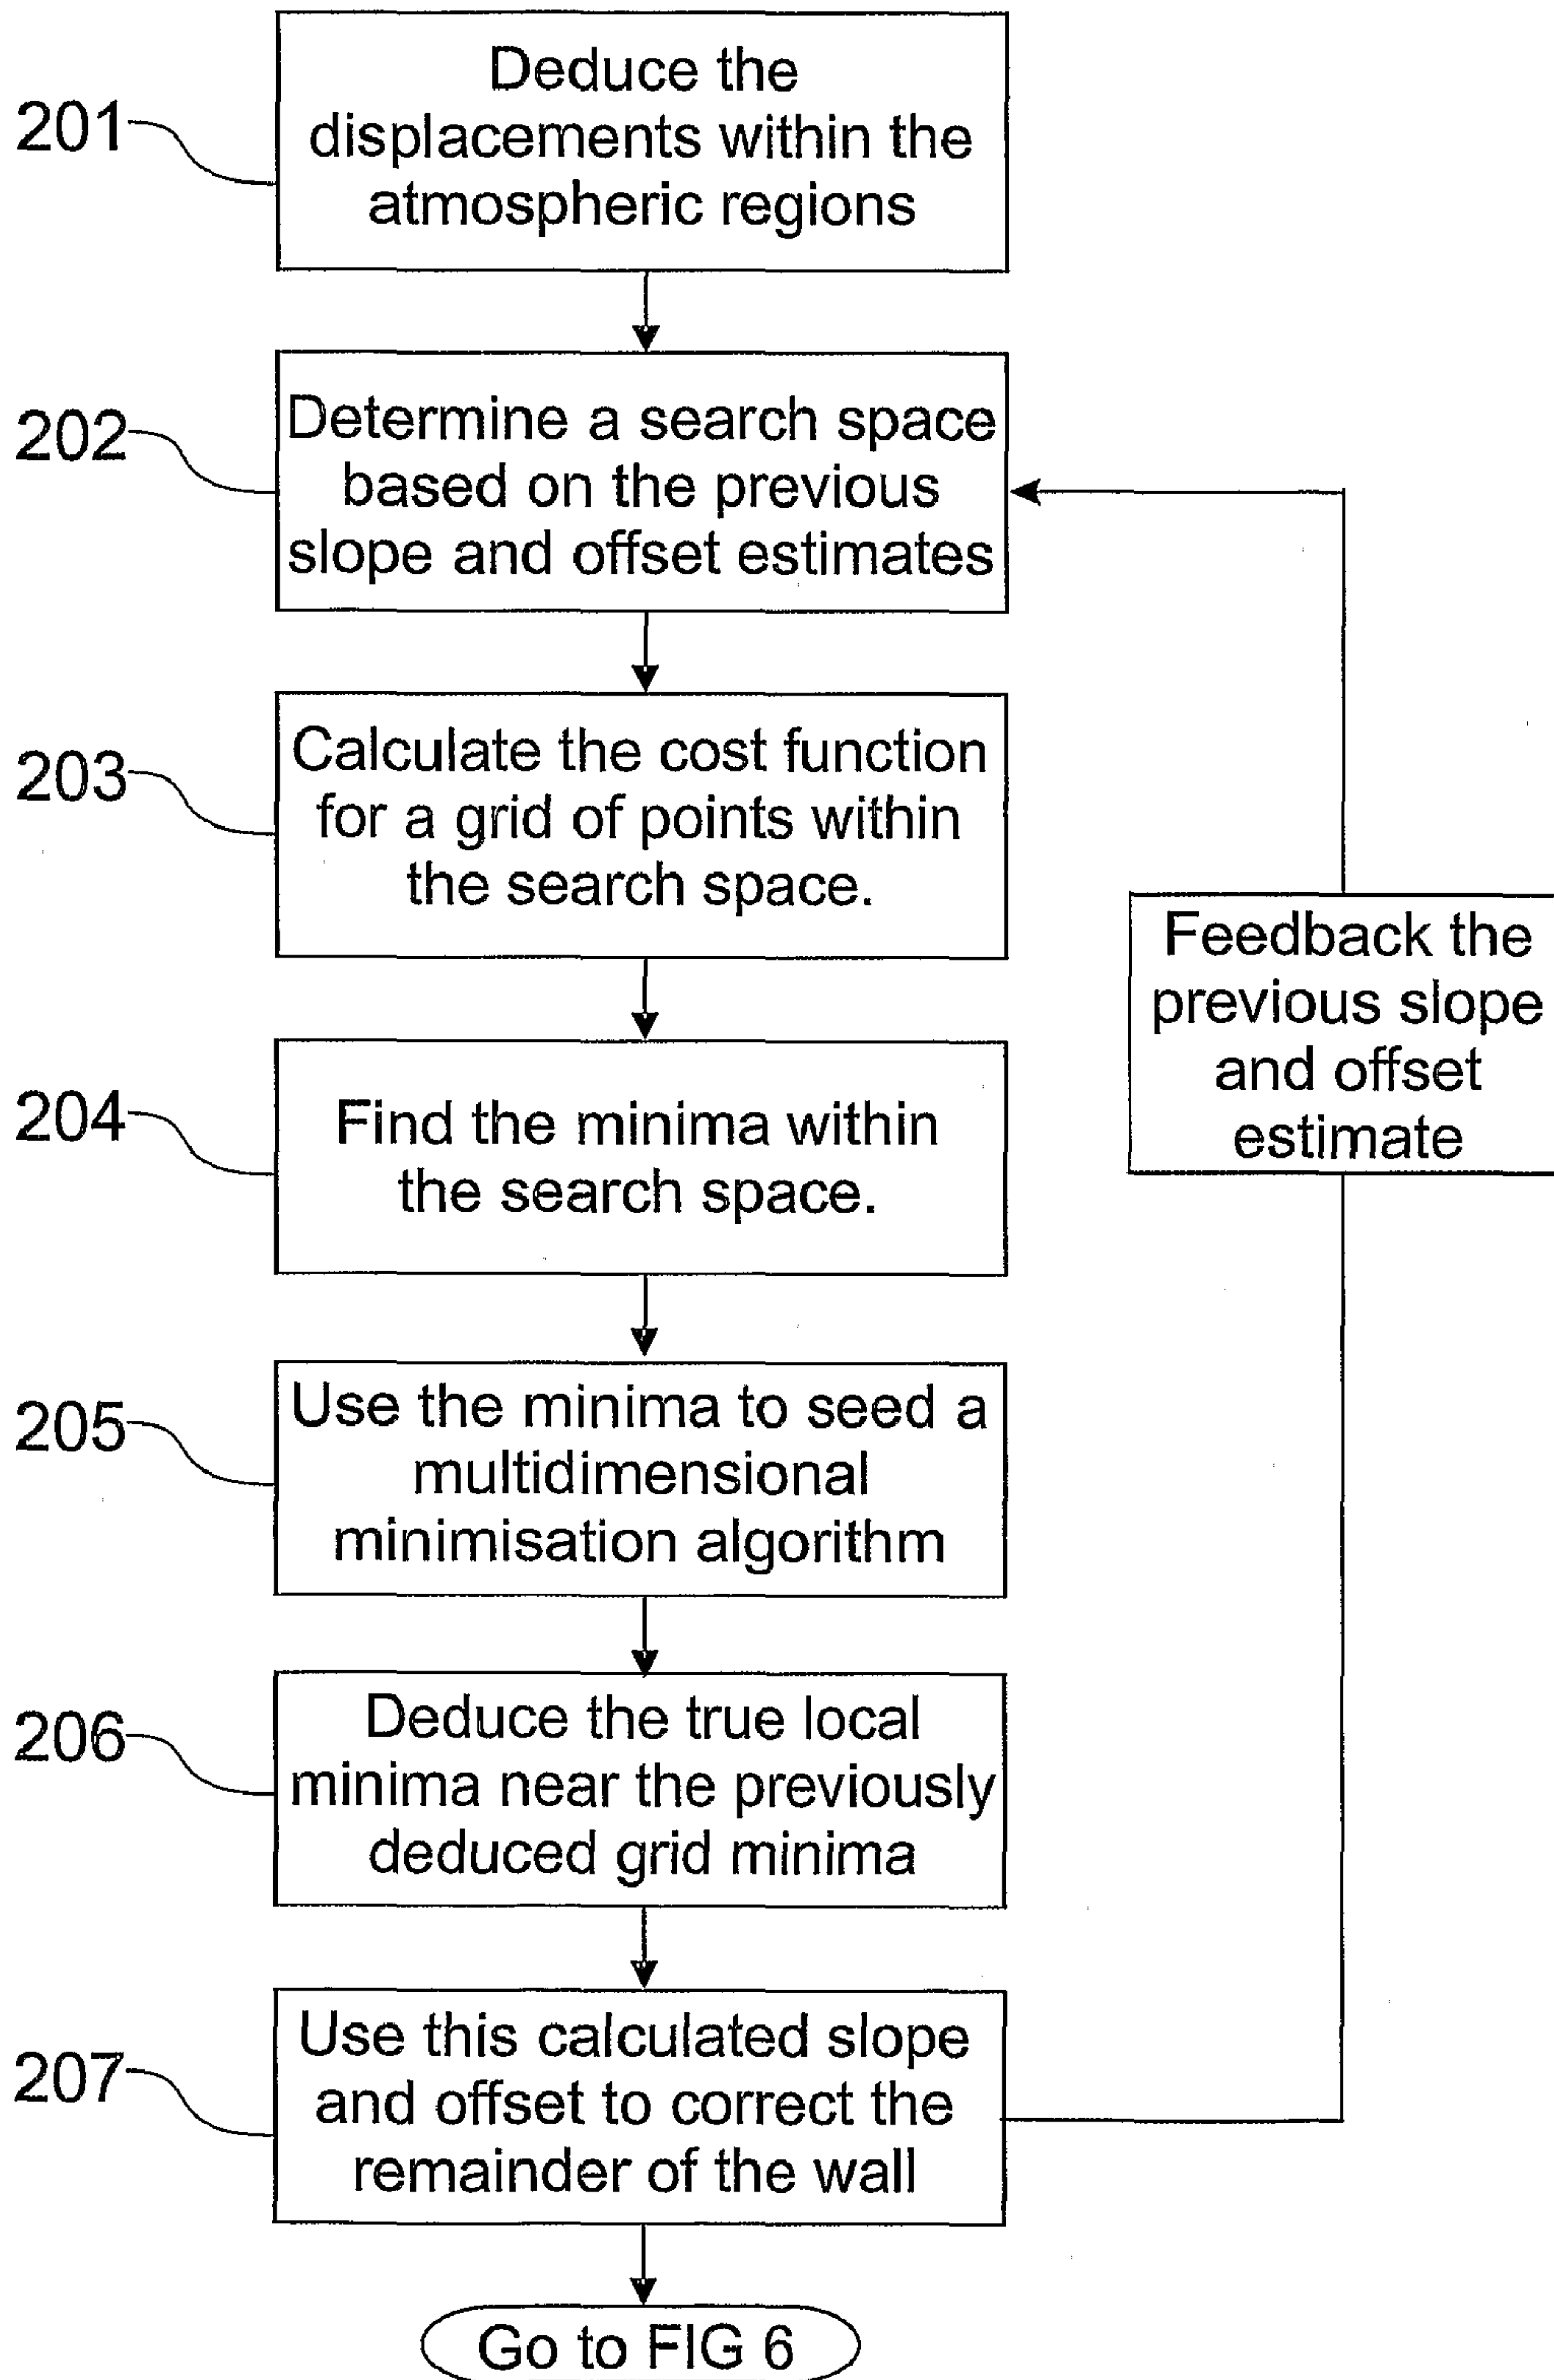 201
Deduce the
displacements within the
atmospheric regions
202
Determine a search space
based on the previous
slope and offset estimates
203
Calculate the cost function
for a grid of points within
the search space.
Feedback the
previous slope
and offset
estimate
204
Find the minima within
the search space.
205
Use the minima to seed a
multidimensional
minimisation algorithm
206
Deduce the true local
minima near the previously
deduced grid minima
207
Use this calculated slope
and offset to correct the
remainder of the wall
Go to FIG 6